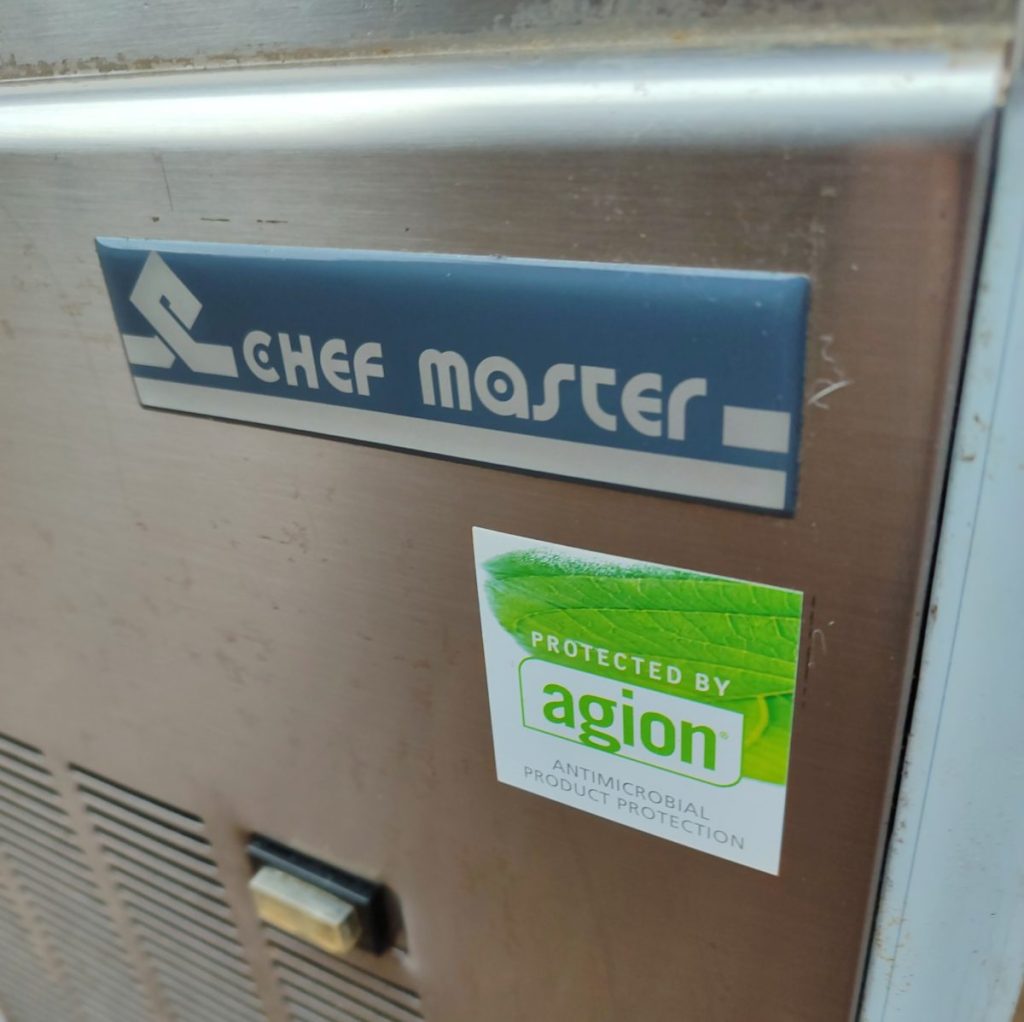 CHEF MASTER
PROTECTED BY
agion®
ANTIMICROBIAL
PRODUCT PROTECTION